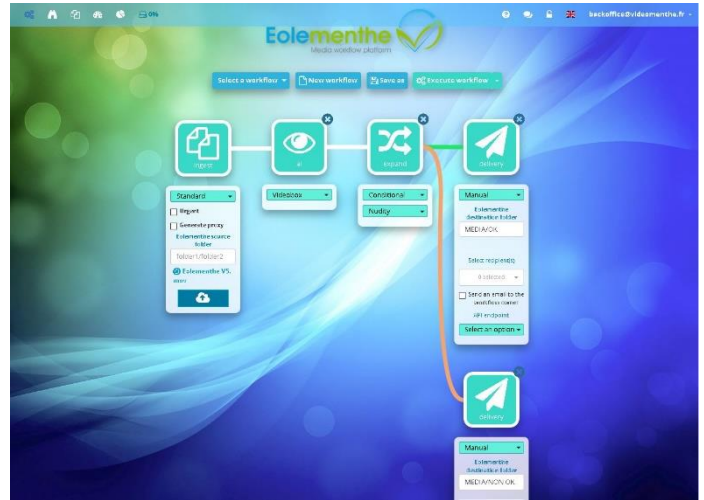 0%
backoffice@videomenthe.fr
Eolementhe
Media workflow platform
Select a workflow
New workflow
Save as
Execute workflow
Ingest
AI
Expand
Delivery
Standard
Report
Generate proxy
Eolementhe source
folder
folder1/folder2
Eolementhe V5-
Videobox
Conditional
Nudity
Manual
Eolementhe
destination folder
MEDIA/OK
Select recipient(s)
0 selected
Send an email to the
workflow owner
API endpoint
Select an option
Delivery
Manual
Eolementhe
destination folder
MEDIA/NON OK